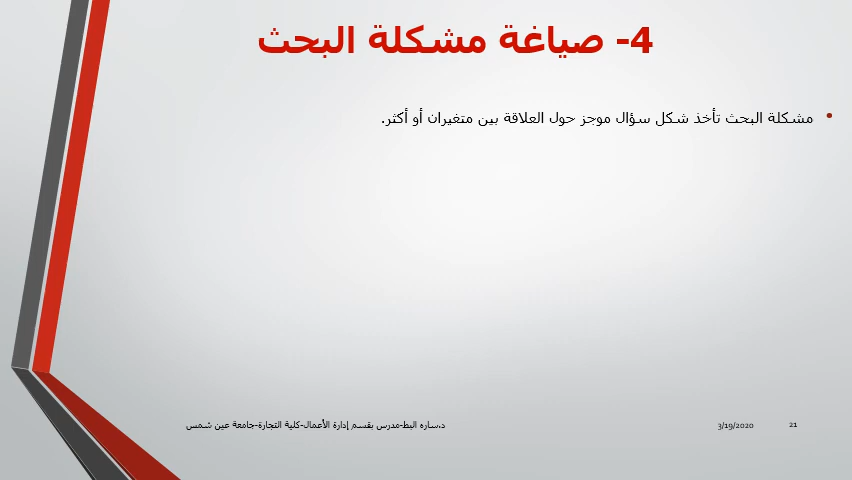 4- صياغة مشكلة البحث
• مشكلة البحث تأخذ شكل سؤال موجز حول العلاقة بين متغيران أو أكثر.
د.ساره البط-مدرس بقسم إدارة الأعمال-كلية التجارة-جامعة عين شمس
3/19/2020
21